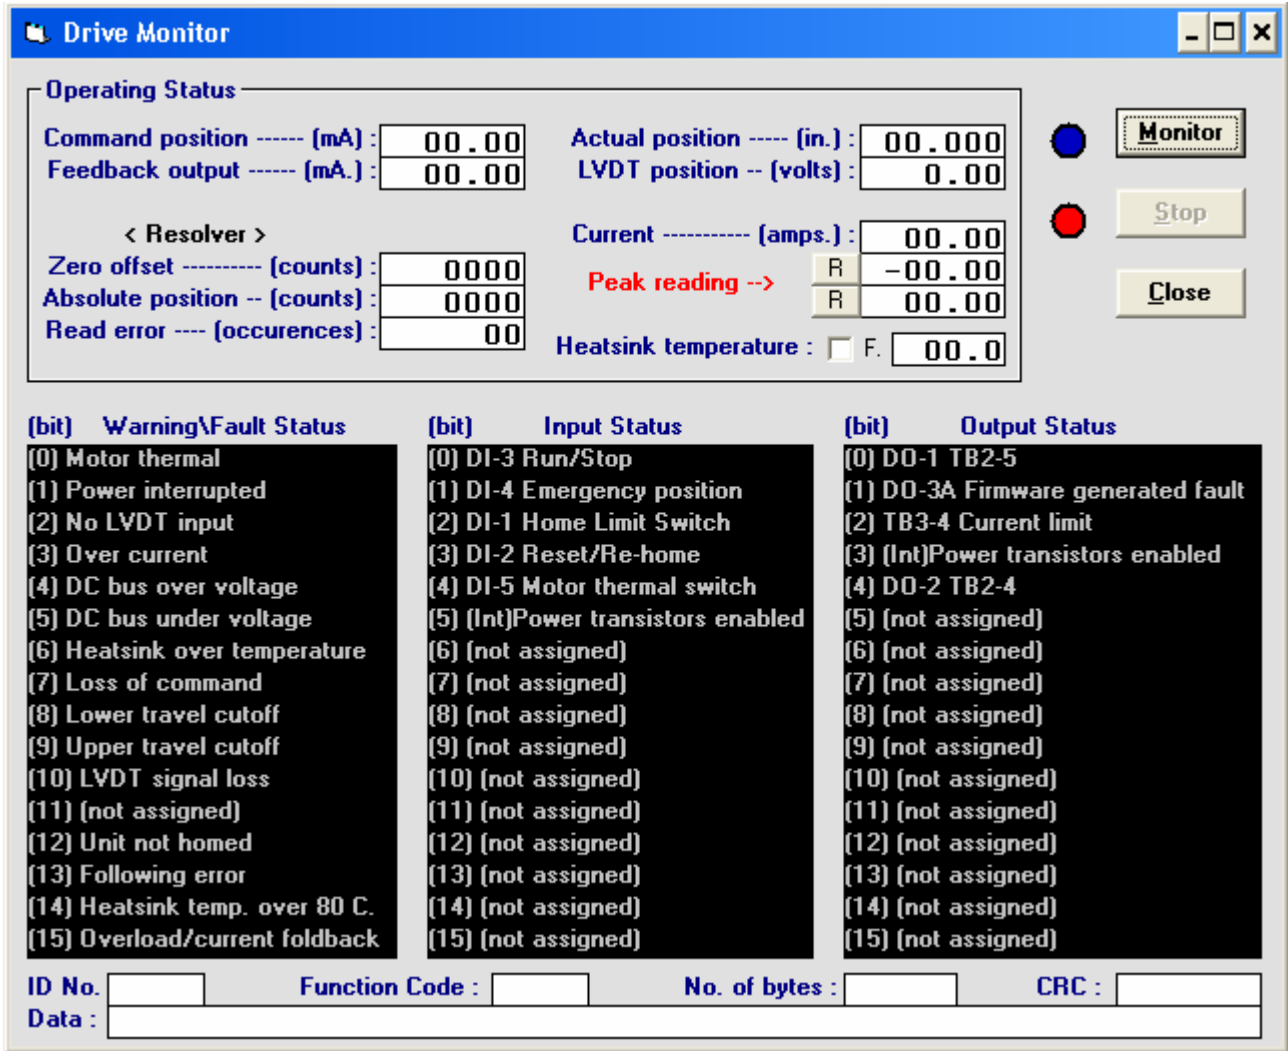 Drive Monitor
Operating Status
Command position ------ (mA) : 00.00
Feedback output ------ (mA.) : 00.00
Actual position ----- (in.) : 00.000
LVDT position -- (volts) : 0.00
Monitor
Stop
Close
< Resolver >
Zero offset ---------- (counts) : 0000
Absolute position -- (counts) : 0000
Read error ---- (occurences) : 00
Current ----------- (amps.) : 00.00
Peak reading --> R -00.00
R 00.00
Heatsink temperature : F. 00.0
(bit) Warning\Fault Status
(0) Motor thermal
(1) Power interrupted
(2) No LVDT input
(3) Over current
(4) DC bus over voltage
(5) DC bus under voltage
(6) Heatsink over temperature
(7) Loss of command
(8) Lower travel cutoff
(9) Upper travel cutoff
(10) LVDT signal loss
(11) (not assigned)
(12) Unit not homed
(13) Following error
(14) Heatsink temp. over 80 C.
(15) Overload/current foldback
(bit) Input Status
(0) DI-3 Run/Stop
(1) DI-4 Emergency position
(2) DI-1 Home Limit Switch
(3) DI-2 Reset/Re-home
(4) DI-5 Motor thermal switch
(5) (Int)Power transistors enabled
(6) (not assigned)
(7) (not assigned)
(8) (not assigned)
(9) (not assigned)
(10) (not assigned)
(11) (not assigned)
(12) (not assigned)
(13) (not assigned)
(14) (not assigned)
(15) (not assigned)
(bit) Output Status
(0) DO-1 TB2-5
(1) DO-3A Firmware generated fault
(2) TB3-4 Current limit
(3) (Int)Power transistors enabled
(4) DO-2 TB2-4
(5) (not assigned)
(6) (not assigned)
(7) (not assigned)
(8) (not assigned)
(9) (not assigned)
(10) (not assigned)
(11) (not assigned)
(12) (not assigned)
(13) (not assigned)
(14) (not assigned)
(15) (not assigned)
ID No. Function Code : No. of bytes : CRC :
Data :